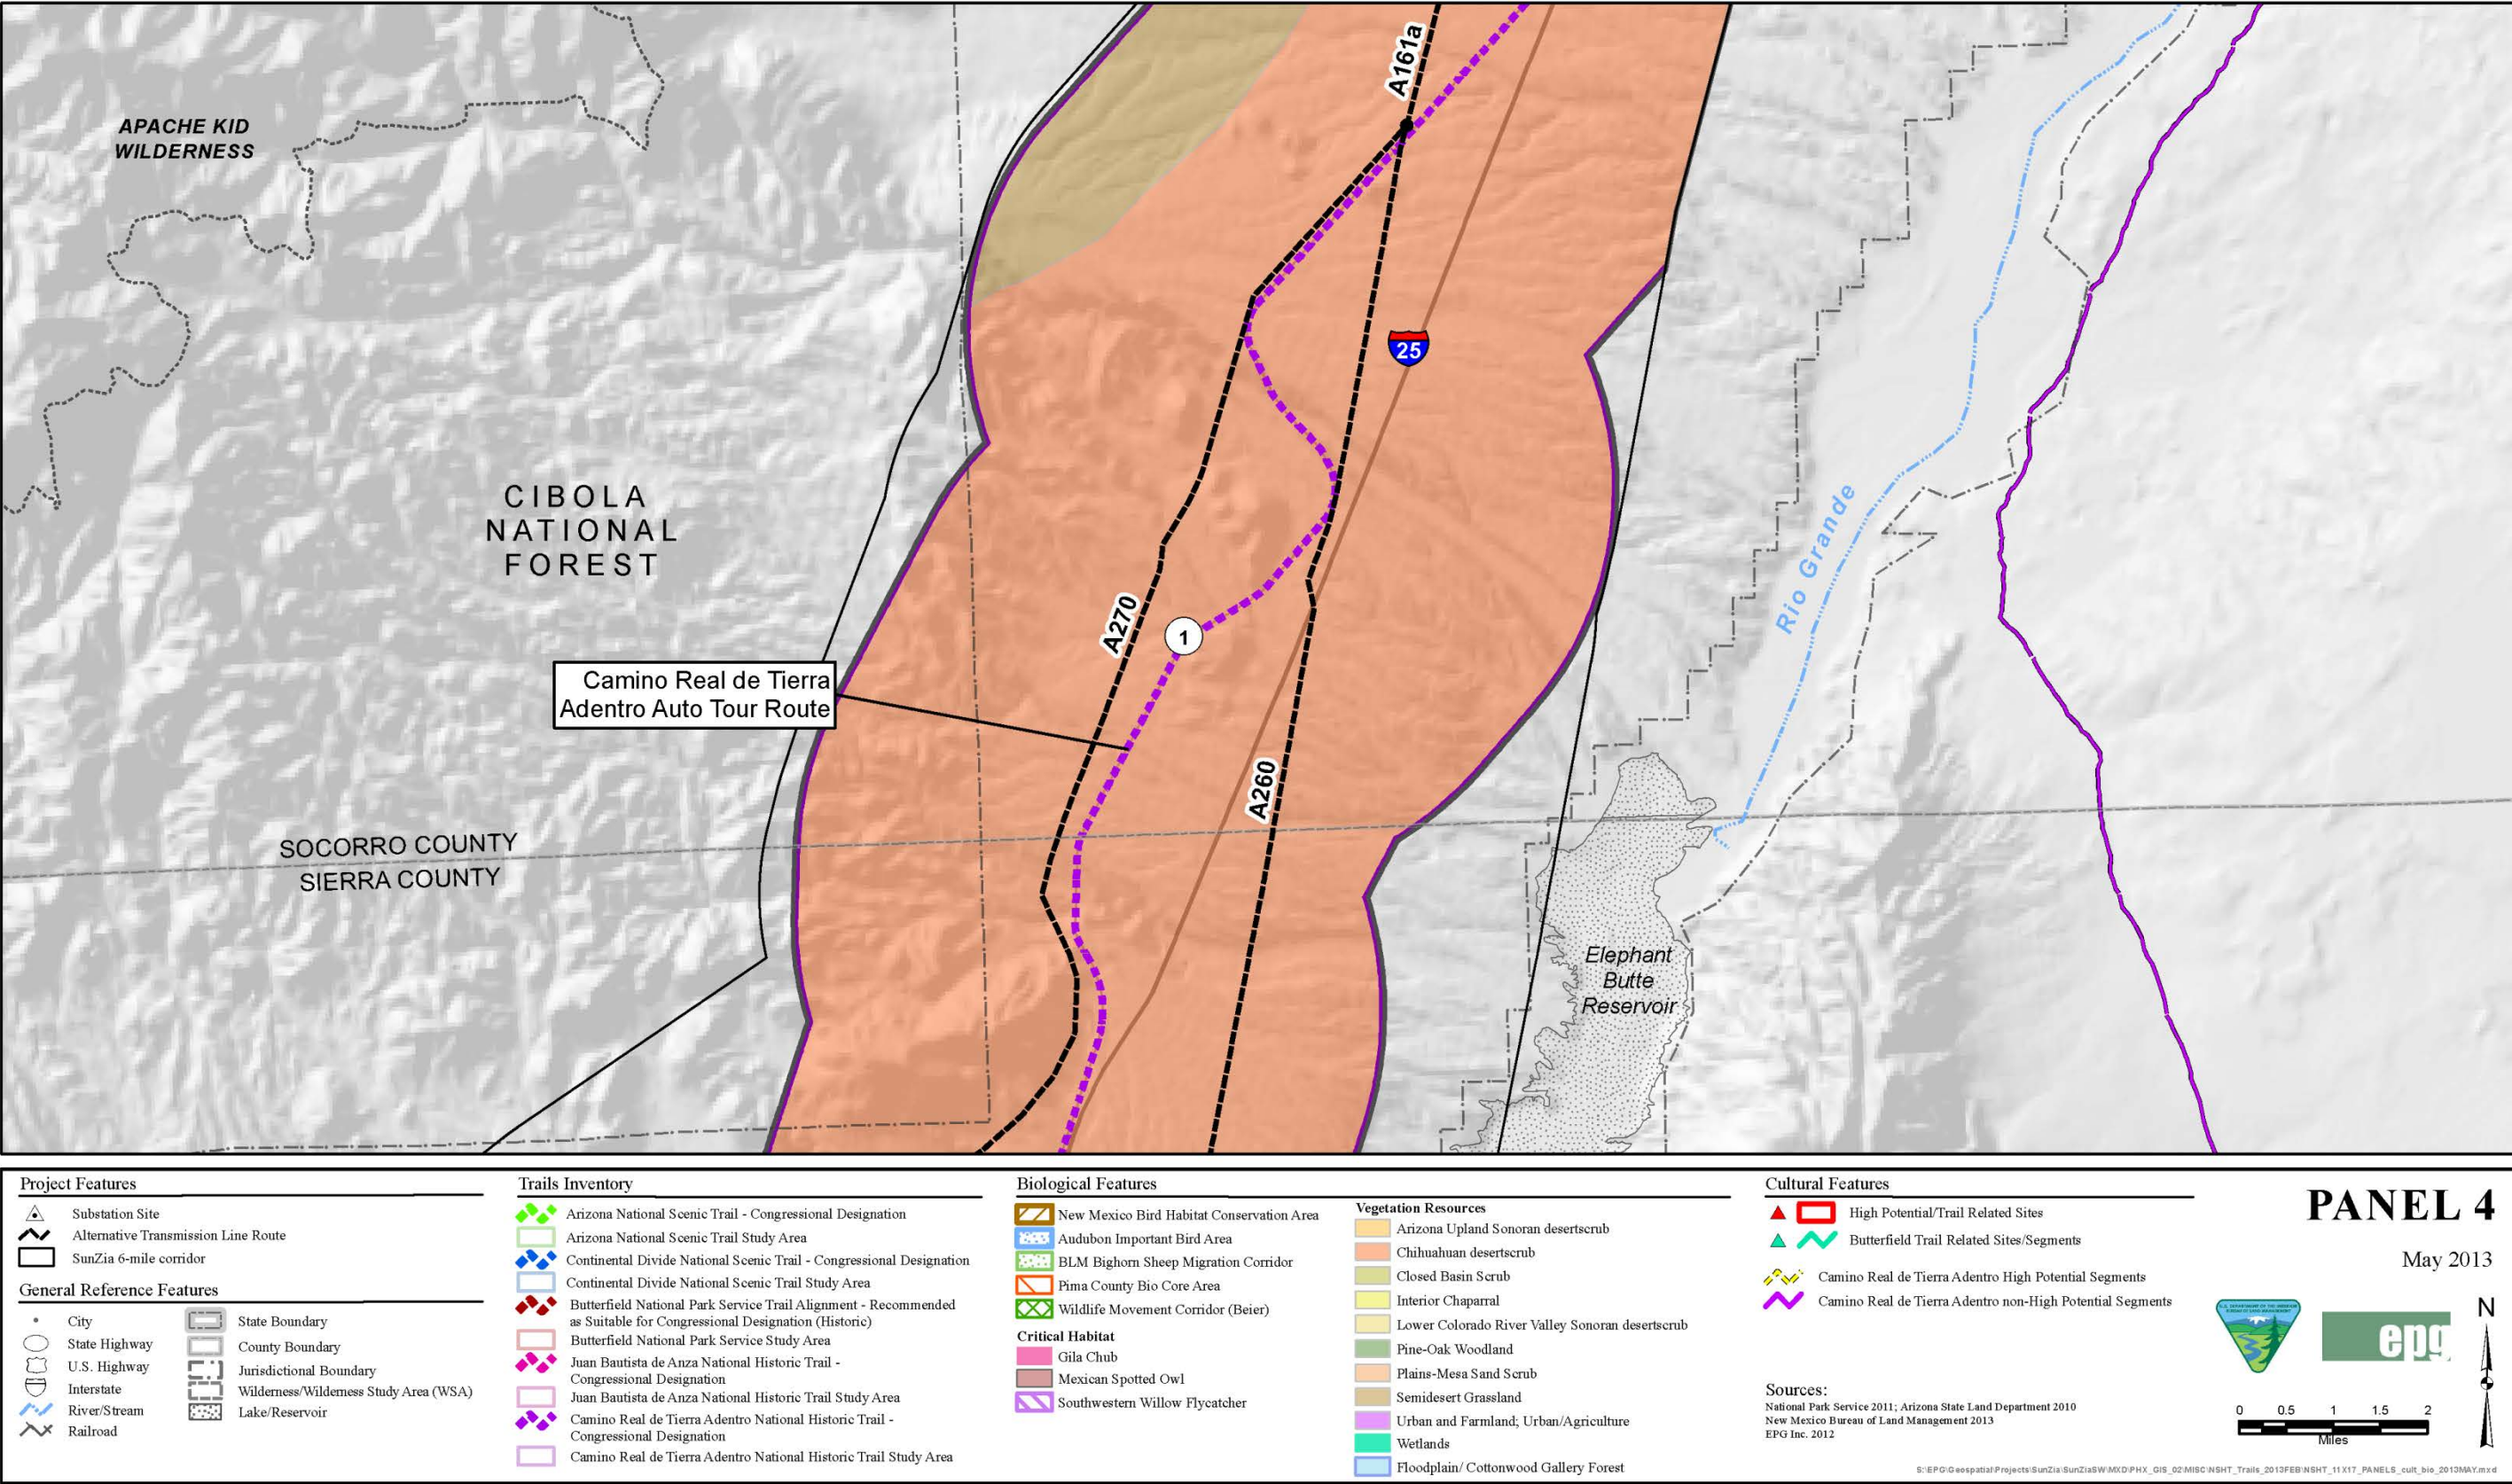 APACHE KID
WILDERNESS
A161a
25
CIBOLA
NATIONAL
FOREST
Rio Grande
A270
1
Camino Real de Tierra
Adentro Auto Tour Route
A260
SOCORRO COUNTY
SIERRA COUNTY
Elephant
Butte
Reservoir
Project Features
Substation Site
Alternative Transmission Line Route
SunZia 6-mile corridor
General Reference Features
City
State Highway
U.S. Highway
Interstate
River/Stream
Railroad
State Boundary
County Boundary
Jurisdictional Boundary
Wilderness/Wilderness Study Area (WSA)
Lake/Reservoir
Trails Inventory
Arizona National Scenic Trail - Congressional Designation
Arizona National Scenic Trail Study Area
Continental Divide National Scenic Trail - Congressional Designation
Continental Divide National Scenic Trail Study Area
Butterfield National Park Service Trail Alignment - Recommended
as Suitable for Congressional Designation (Historic)
Butterfield National Park Service Study Area
Juan Bautista de Anza National Historic Trail -
Congressional Designation
Juan Bautista de Anza National Historic Trail Study Area
Camino Real de Tierra Adentro National Historic Trail -
Congressional Designation
Camino Real de Tierra Adentro National Historic Trail Study Area
Biological Features
New Mexico Bird Habitat Conservation Area
Audubon Important Bird Area
BLM Bighorn Sheep Migration Corridor
Pima County Bio Core Area
Wildlife Movement Corridor (Beier)
Critical Habitat
Gila Chub
Mexican Spotted Owl
Southwestern Willow Flycatcher
Vegetation Resources
Arizona Upland Sonoran desertscrub
Chihuahuan desertscrub
Closed Basin Scrub
Interior Chaparral
Lower Colorado River Valley Sonoran desertscrub
Pine-Oak Woodland
Plains-Mesa Sand Scrub
Semidesert Grassland
Urban and Farmland; Urban/Agriculture
Wetlands
Floodplain/ Cottonwood Gallery Forest
Cultural Features
High Potential/Trail Related Sites
Butterfield Trail Related Sites/Segments
Camino Real de Tierra Adentro High Potential Segments
Camino Real de Tierra Adentro non-High Potential Segments
Sources:
National Park Service 2011; Arizona State Land Department 2010
New Mexico Bureau of Land Management 2013
EPG Inc. 2012
PANEL 4
May 2013
epg
N
0 0.5 1 1.5 2
Miles
S:\EPG\Geospatial\Projects\SunZia\SunZiaSW\MXD\PHX_GIS_02\MISC\NSHT_Trails_2013FEB\NSHT_11X17_PANELS_cult_bio_2013MAY.mxd